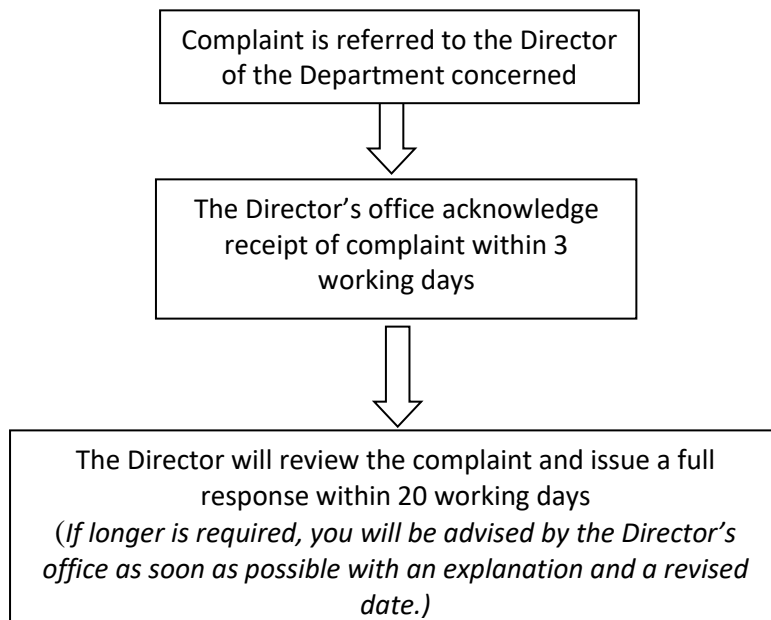 Complaint is referred to the Director
of the Department concerned
The Director’s office acknowledge
receipt of complaint within 3
working days
The Director will review the complaint and issue a full
response within 20 working days
(If longer is required, you will be advised by the Director’s
office as soon as possible with an explanation and a revised
date.)